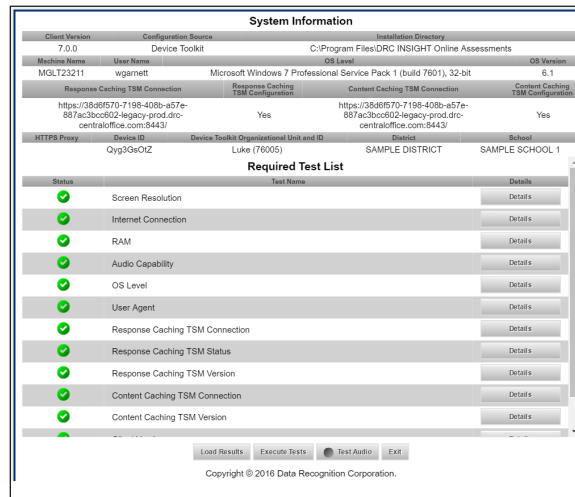 System Information
Client Version Configuration Source Installation Directory
7.0.0 Device Toolkit C:\Program Files\DRC INSIGHT Online Assessments
Machine Name User Name OS Level OS Version
MGLT23211 wgarnett Microsoft Windows 7 Professional Service Pack 1 (build 7601), 32-bit 6.1
Response Caching TSM Connection Response Caching TSM Configuration Content Caching TSM Connection Content Caching TSM Configuration
https://38d6f570-7198-408b-a57e-
887ac3bcc602-legacy-prod.drc-
centraloffice.com:8443/
Yes
https://38d6f570-7198-408b-a57e-
887ac3bcc602-legacy-prod.drc-
centraloffice.com:8443/
Yes
HTTPS Proxy Device ID Device Toolkit Organizational Unit and ID District School
Qyg3GsOtZ Luke (76005) SAMPLE DISTRICT SAMPLE SCHOOL 1
Required Test List
Status Test Name Details
Screen Resolution Details
Internet Connection Details
RAM Details
Audio Capability Details
OS Level Details
User Agent Details
Response Caching TSM Connection Details
Response Caching TSM Status Details
Response Caching TSM Version Details
Content Caching TSM Connection Details
Content Caching TSM Version Details
Load Results Execute Tests Test Audio Exit
Copyright © 2016 Data Recognition Corporation.